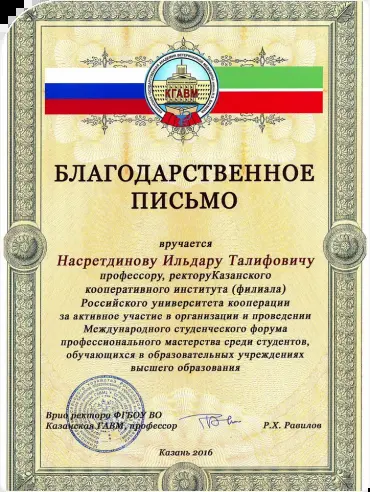 КГАВМ
БЛАГОДАРСТВЕННОЕ
ПИСЬМО
вручается
Насретдинову Ильдару Талифовичу
профессору, ректоруКазанского
кооперативного института (филиала)
Российского университета кооперации
за активное участие в организации и проведении
Международного студенческого форума
профессионального мастерства среди студентов,
обучающихся в образовательных учреждениях
высшего образования
Врио ректора ФГБОУ ВО
Казанская ГАВМ, профессор Р.Х. Равилов
Казань 2016